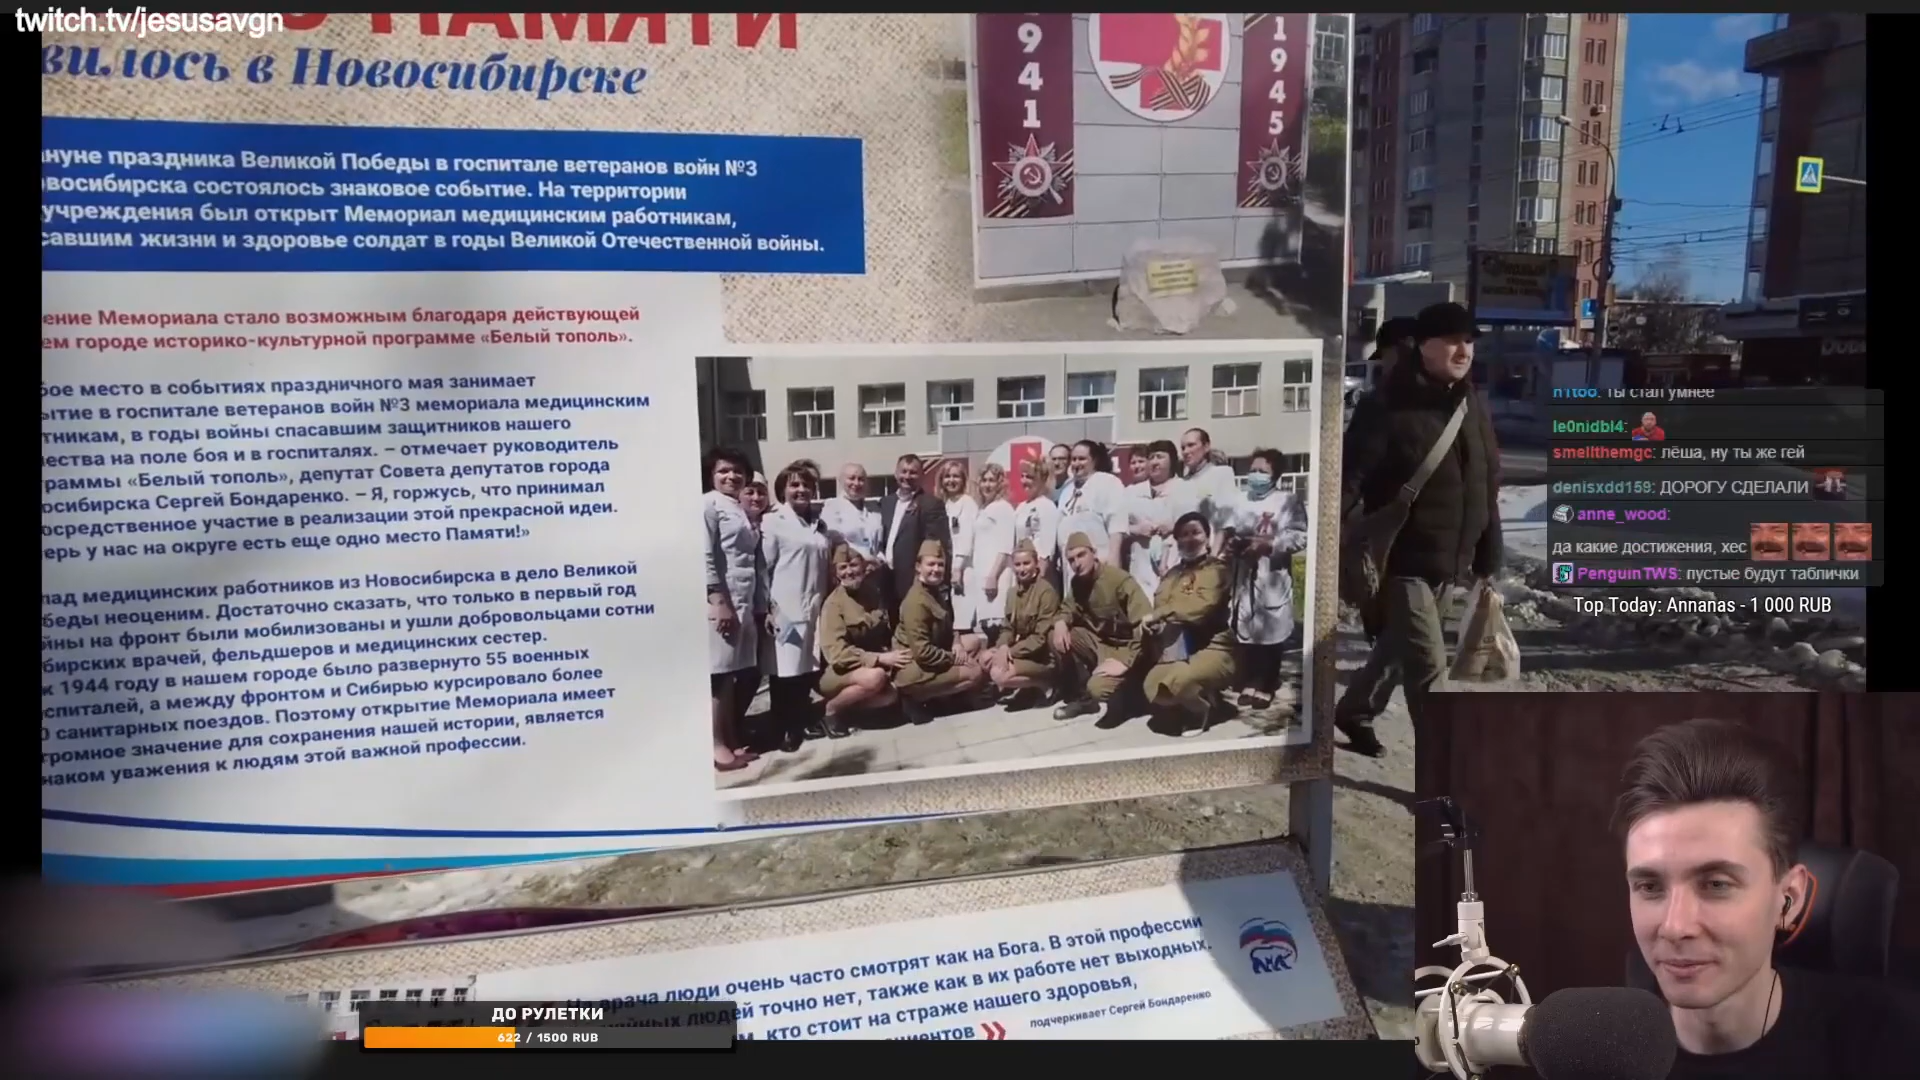 twitch.tv/jesusavgn
ПАМЯТИ
вилось в Новосибирске
ануне праздника Великой Победы в госпитале ветеранов войн №3
овосибирска состоялось знаковое событие. На территории
учреждения был открыт Мемориал медицинским работникам,
савшим жизни и здоровье солдат в годы Великой Отечественной войны.
ение Мемориала стало возможным благодаря действующей
ем городе историко-культурной программе «Белый тополь».
бое место в событиях праздничного мая занимает
ытие в госпитале ветеранов войн №3 мемориала медицинским
тникам, в годы войны спасавшим защитников нашего
ества на поле боя и в госпиталях. – отмечает руководитель
раммы «Белый тополь», депутат Совета депутатов города
осибирска Сергей Бондаренко. – Я, горжусь, что принимал
осредственное участие в реализации этой прекрасной идеи.
ерь у нас на округе есть еще одно место Памяти!»
лад медицинских работников из Новосибирска в дело Великой
беды неоценим. Достаточно сказать, что только в первый год
йны на фронт были мобилизованы и ушли добровольцами сотни
бирских врачей, фельдшеров и медицинских сестер.
к 1944 году в нашем городе было развернуто 55 военных
спиталей, а между фронтом и Сибирью курсировало более
0 санитарных поездов. Поэтому открытие Мемориала имеет
громное значение для сохранения нашей истории, является
наком уважения к людям этой важной профессии.
1941
1945
n1too: ты стал умнее
le0nidbl4:
smellthemgc: лёша, ну ты же гей
denisxdd159: ДОРОГУ СДЕЛАЛИ
anne_wood:
да какие достижения, хес
PenguinTWS: пустые будут таблички
Top Today: Annanas - 1 000 RUB
На врача люди очень часто смотрят как на Бога. В этой профессии
людей точно нет, также как в их работе нет выходных.
м, кто стоит на страже нашего здоровья,
циентов »
подчеркивает Сергей Бондаренко
ДО РУЛЕТКИ
622 / 1500 RUB